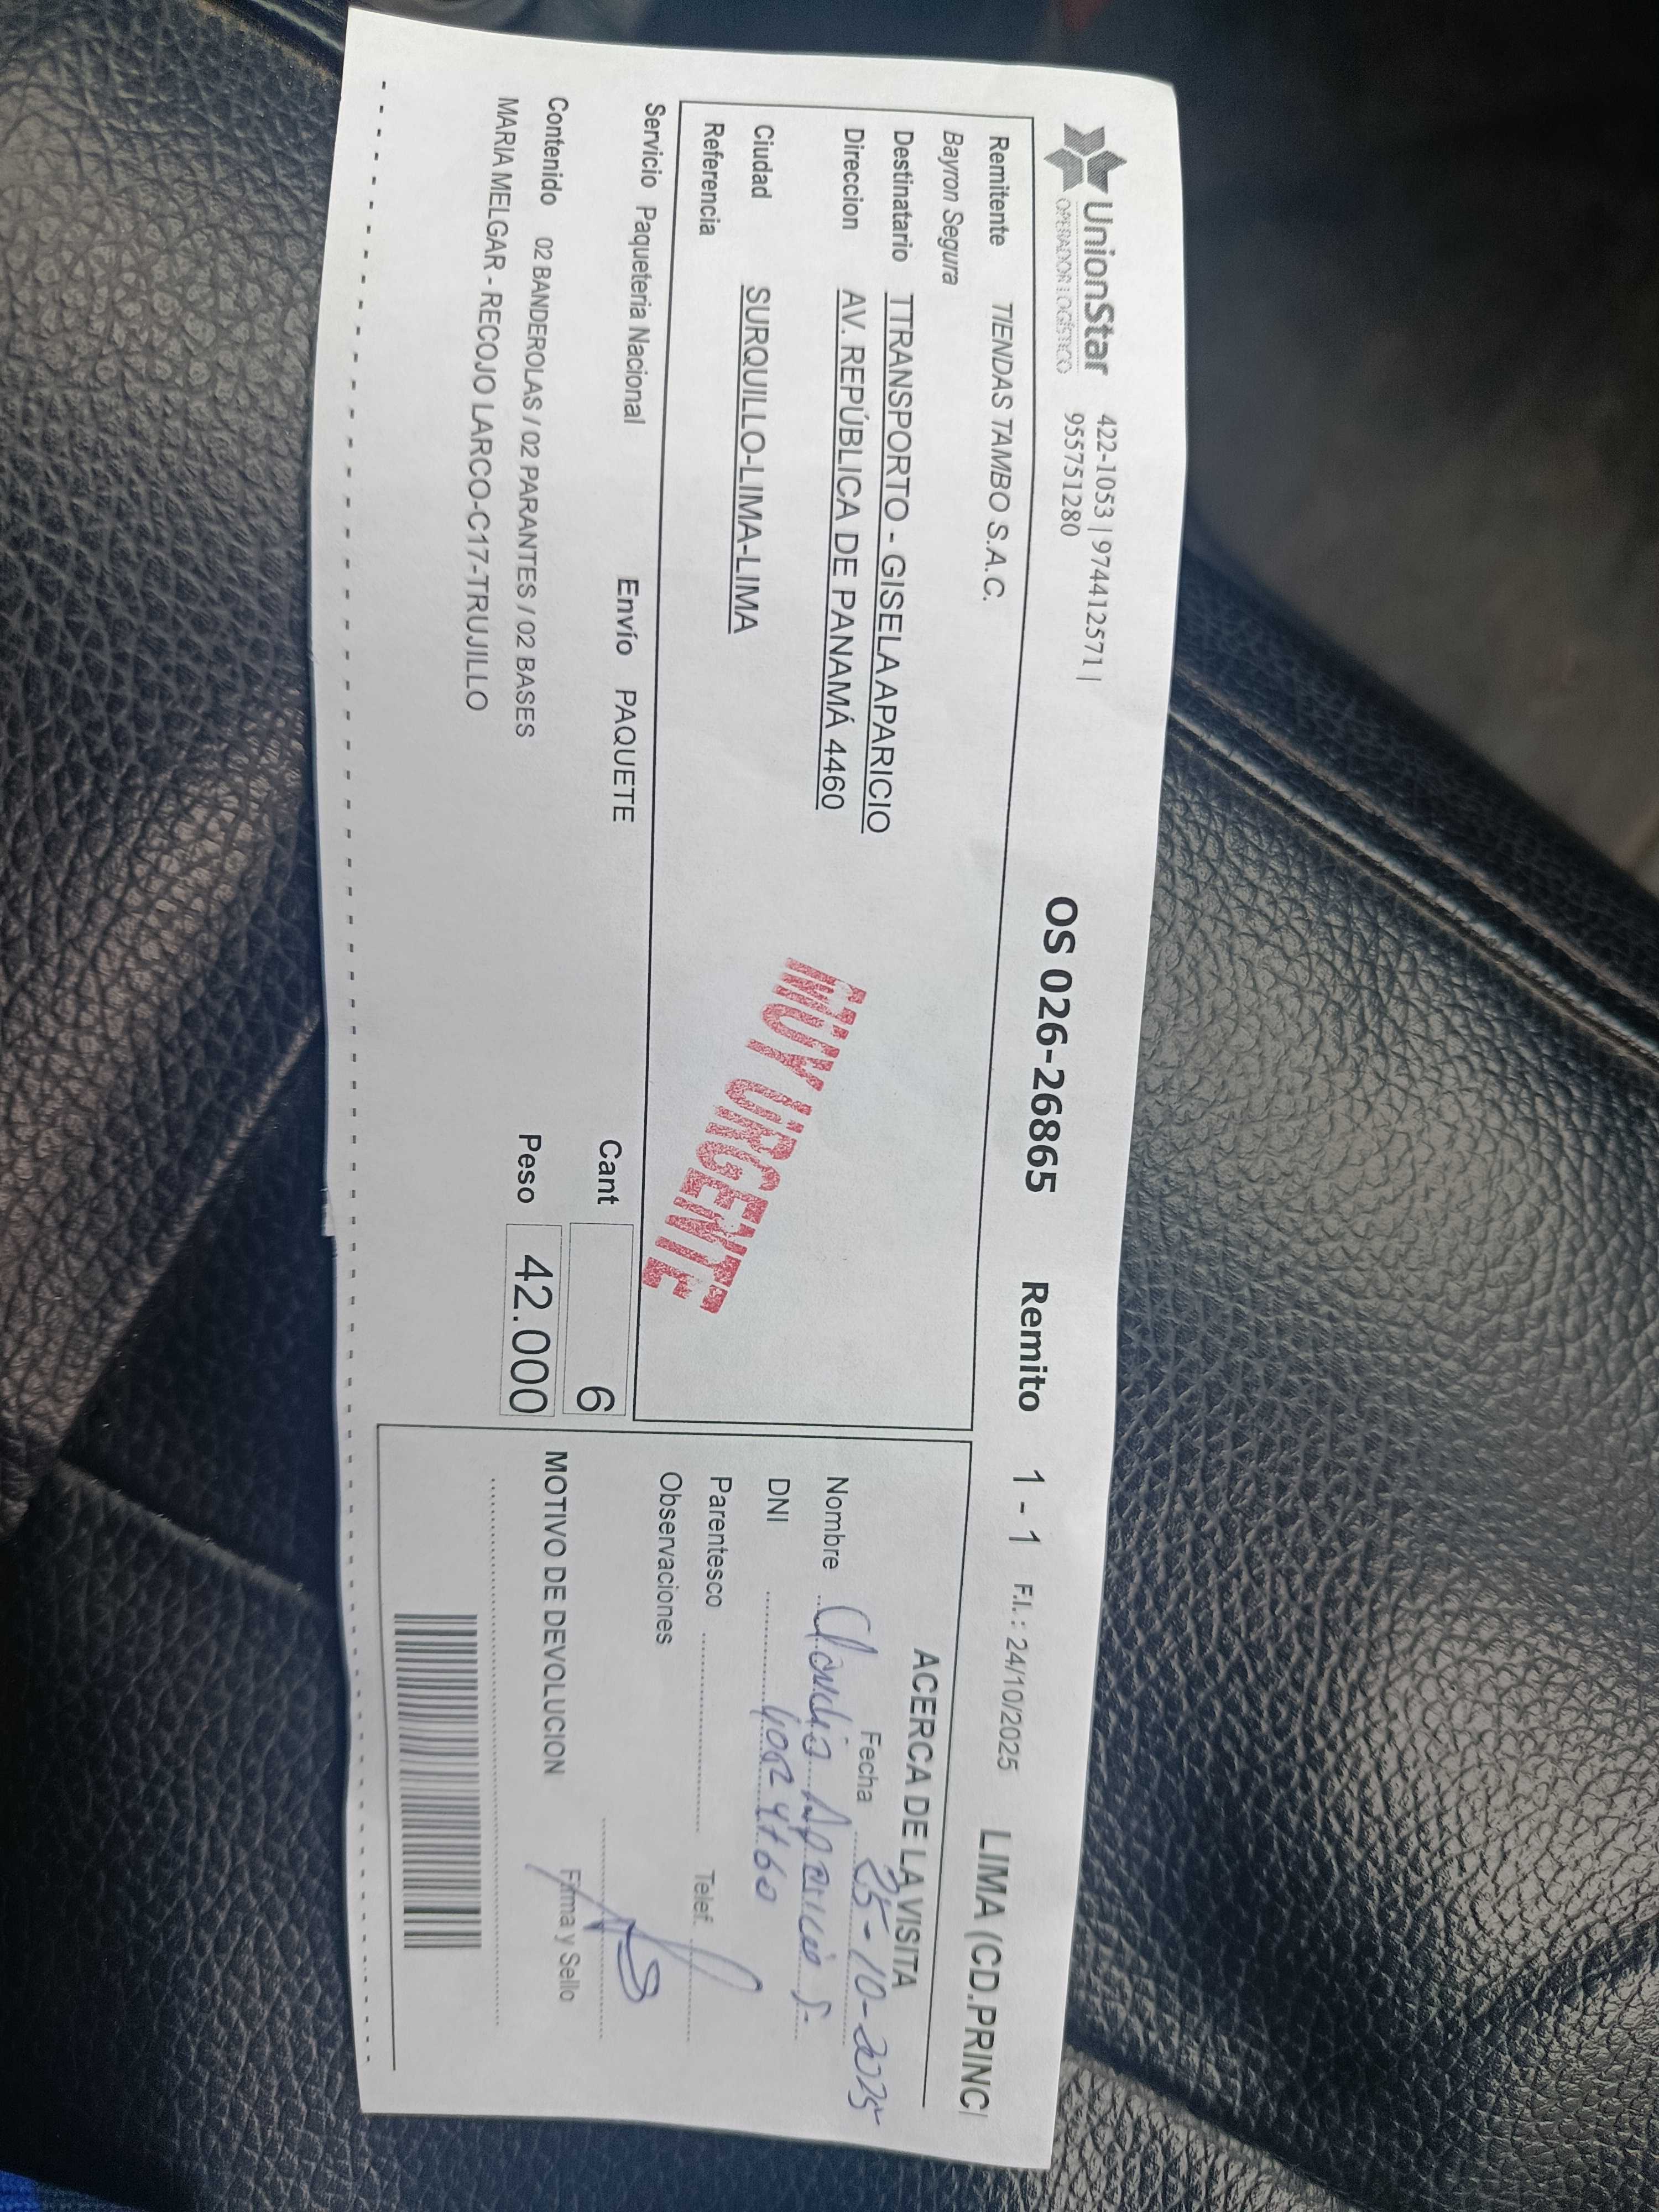 UnionStar
OPERADOR LOGÍSTICO
422-1053 | 974412571 |
955751280
OS 026-26865 Remito 1 - 1 F.I.: 24/10/2025 LIMA (CD.PRINCI
Remitente TIENDAS TAMBO S.A.C.
Bayron Segura
Destinatario TTRANSPORTO - GISELA APARICIO
Direccion AV. REPÚBLICA DE PANAMÁ 4460
Ciudad SURQUILLO-LIMA-LIMA
Referencia
MUY URGENTE
Servicio Paqueteria Nacional Envío PAQUETE Cant 6
Contenido 02 BANDEROLAS / 02 PARANTES / 02 BASES Peso 42.000
MARIA MELGAR - RECOJO LARCO-C17-TRUJILLO
ACERCA DE LA VISITA
Fecha 25-10-2025
Nombre Claudia Aparicio S.
DNI
Parentesco Telef.
Observaciones
Firma y Sello
MOTIVO DE DEVOLUCION